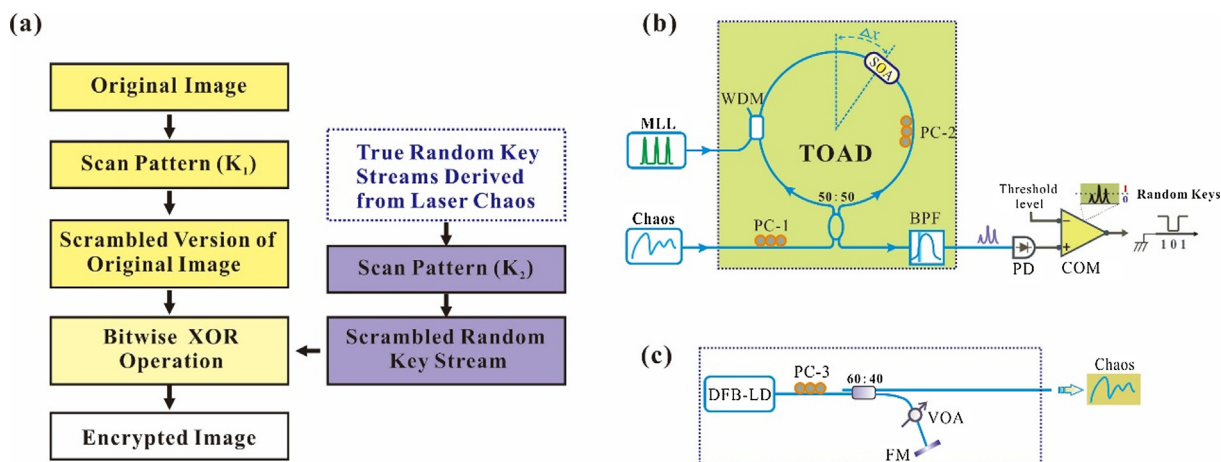 (a)
Original Image
Scan Pattern (K₁)
Scrambled Version of
Original Image
Bitwise XOR
Operation
Encrypted Image
True Random Key
Streams Derived
from Laser Chaos
Scan Pattern (K₂)
Scrambled Random
Key Stream
(b)
Δx
SOA
WDM
MLL
PC-2
TOAD
50:50
Chaos
PC-1
BPF
Threshold
level
1
0
Random Keys
−
+
PD
COM
1 0 1
(c)
DFB-LD
PC-3
60:40
VOA
FM
Chaos